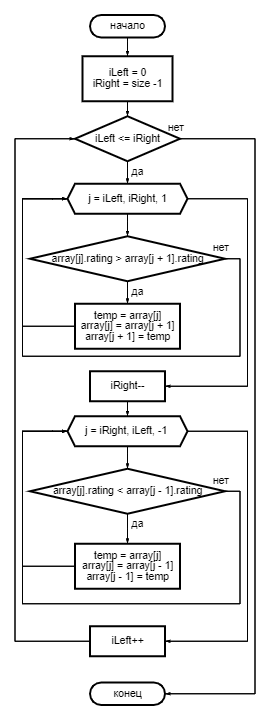 начало
iLeft = 0
iRight = size -1
iLeft <= iRight
нет
да
j = iLeft, iRight, 1
array[j].rating > array[j + 1].rating
нет
да
temp = array[j]
array[j] = array[j + 1]
array[j + 1] = temp
iRight--
j = iRight, iLeft, -1
array[j].rating < array[j - 1].rating
нет
да
temp = array[j]
array[j] = array[j - 1]
array[j - 1] = temp
iLeft++
конец